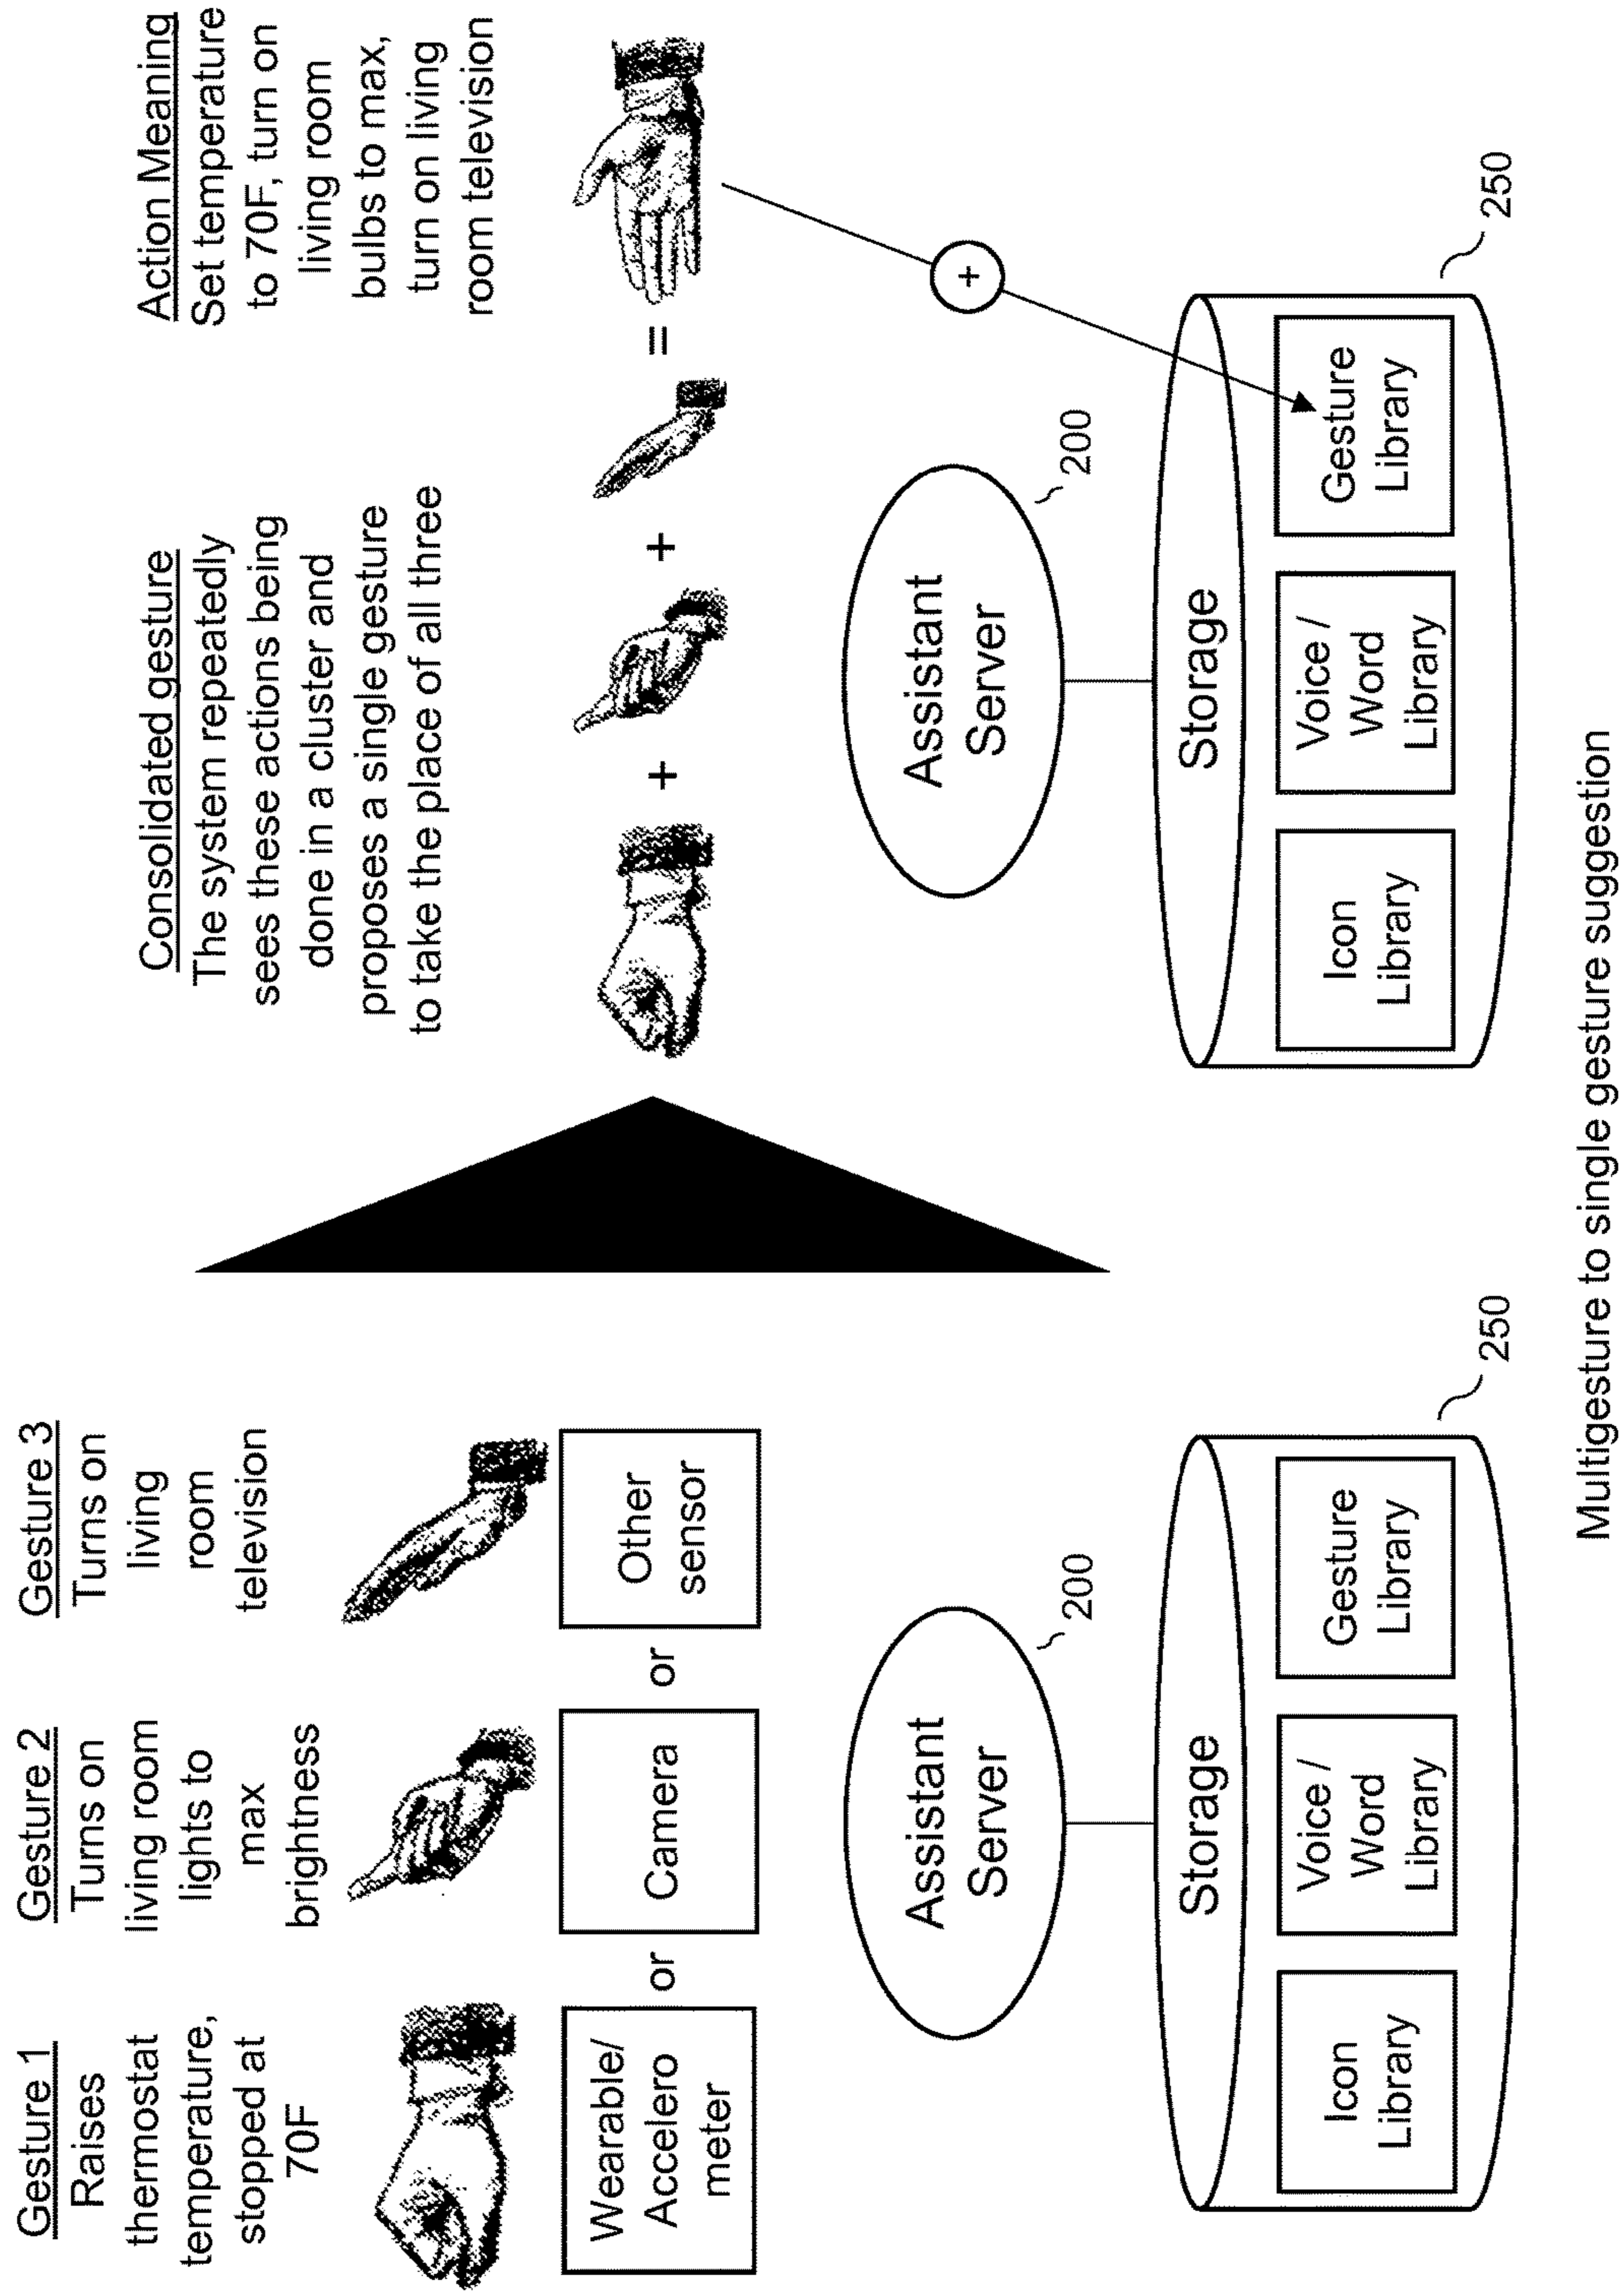 Gesture 1
Raises
thermostat
temperature,
stopped at
70F
Gesture 2
Turns on
living room
lights to
max
brightness
Gesture 3
Turns on
living
room
television
Wearable/
Accelero
meter
or
Camera
or
Other
sensor
Assistant
Server
200
Storage
250
Icon
Library
Voice /
Word
Library
Gesture
Library
Consolidated gesture
The system repeatedly
sees these actions being
done in a cluster and
proposes a single gesture
to take the place of all three
Action Meaning
Set temperature
to 70F, turn on
living room
bulbs to max,
turn on living
room television
+
+
=
+
Assistant
Server
200
Storage
250
Icon
Library
Voice /
Word
Library
Gesture
Library
Multigesture to single gesture suggestion